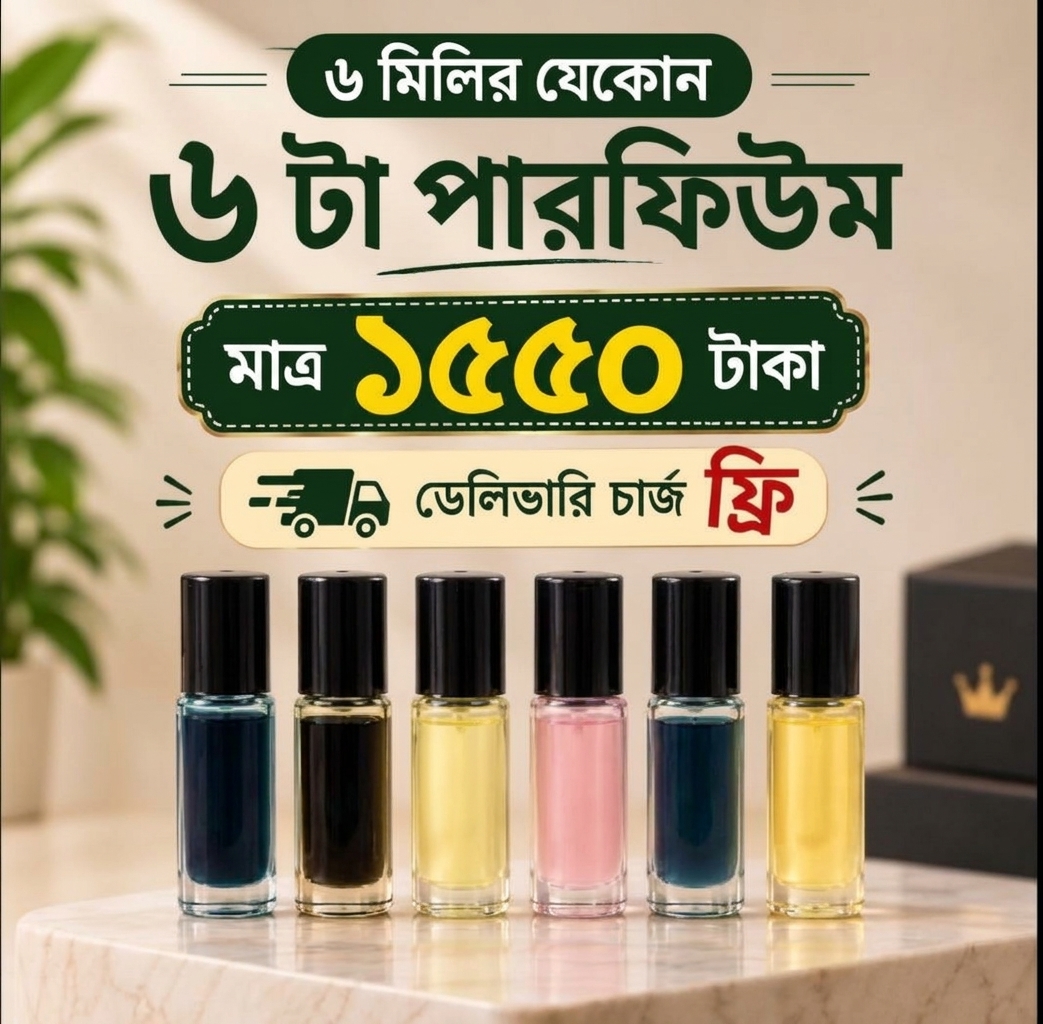 ৬ মিলির যেকোন
৬ টা পারফিউম
মাত্র ১৫৫০ টাকা
ডেলিভারি চার্জ ফ্রি